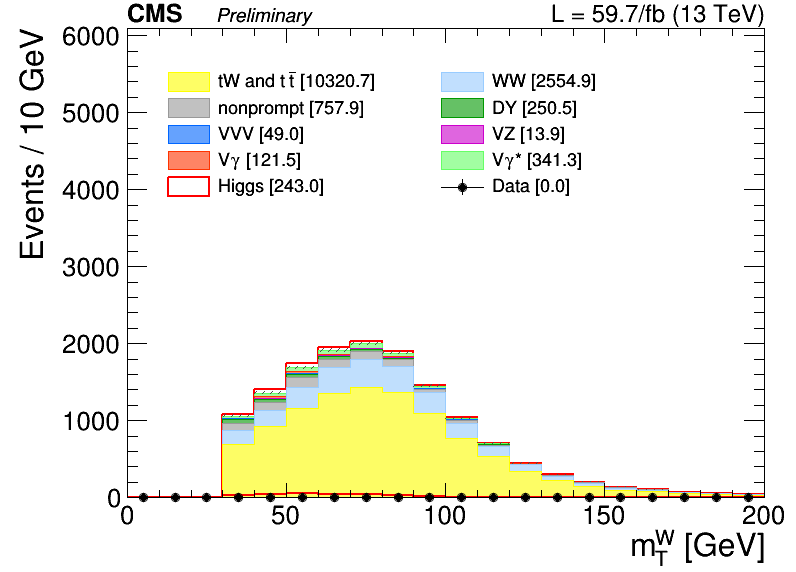 CMS Preliminary L = 59.7/fb (13 TeV)
Events / 10 GeV
6000
5000
4000
3000
2000
1000
0
tW and tt̅ [10320.7] WW [2554.9]
nonprompt [757.9] DY [250.5]
VVV [49.0] VZ [13.9]
Vγ [121.5] Vγ* [341.3]
Higgs [243.0] Data [0.0]
0 50 100 150 200
m_T^W [GeV]